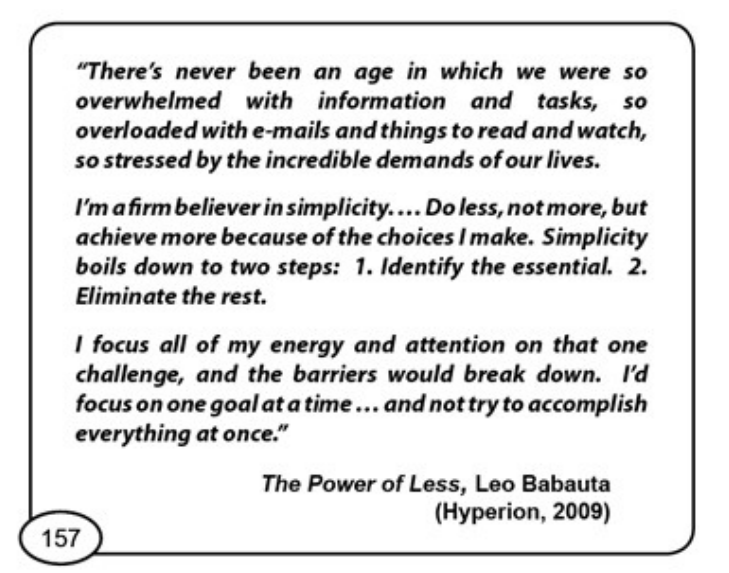 “There’s never been an age in which we were so
overwhelmed with information and tasks, so
overloaded with e-mails and things to read and watch,
so stressed by the incredible demands of our lives.
I’m a firm believer in simplicity.... Do less, not more, but
achieve more because of the choices I make. Simplicity
boils down to two steps: 1. Identify the essential. 2.
Eliminate the rest.
I focus all of my energy and attention on that one
challenge, and the barriers would break down. I’d
focus on one goal at a time ... and not try to accomplish
everything at once.”
The Power of Less, Leo Babauta
(Hyperion, 2009)
157